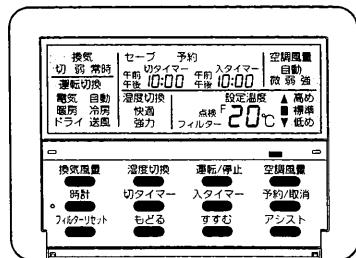 換気
切 弱 常時
運転切換
電気 自動
暖房 冷房
ドライ 送風
セーブ 予約
切タイマー 入タイマー
午前 午後 10:00 午前 午後 10:00
湿度切換
快適
強力
設定温度
点検 F 20℃
フィルター
▲ 高め
■ 標準
▼ 低め
空調風量
自動
微 弱 強
換気風量 湿度切換 運転/停止 空調風量
時計 切タイマー 入タイマー 予約/取消
フィルターリセット もどる すすむ アシスト